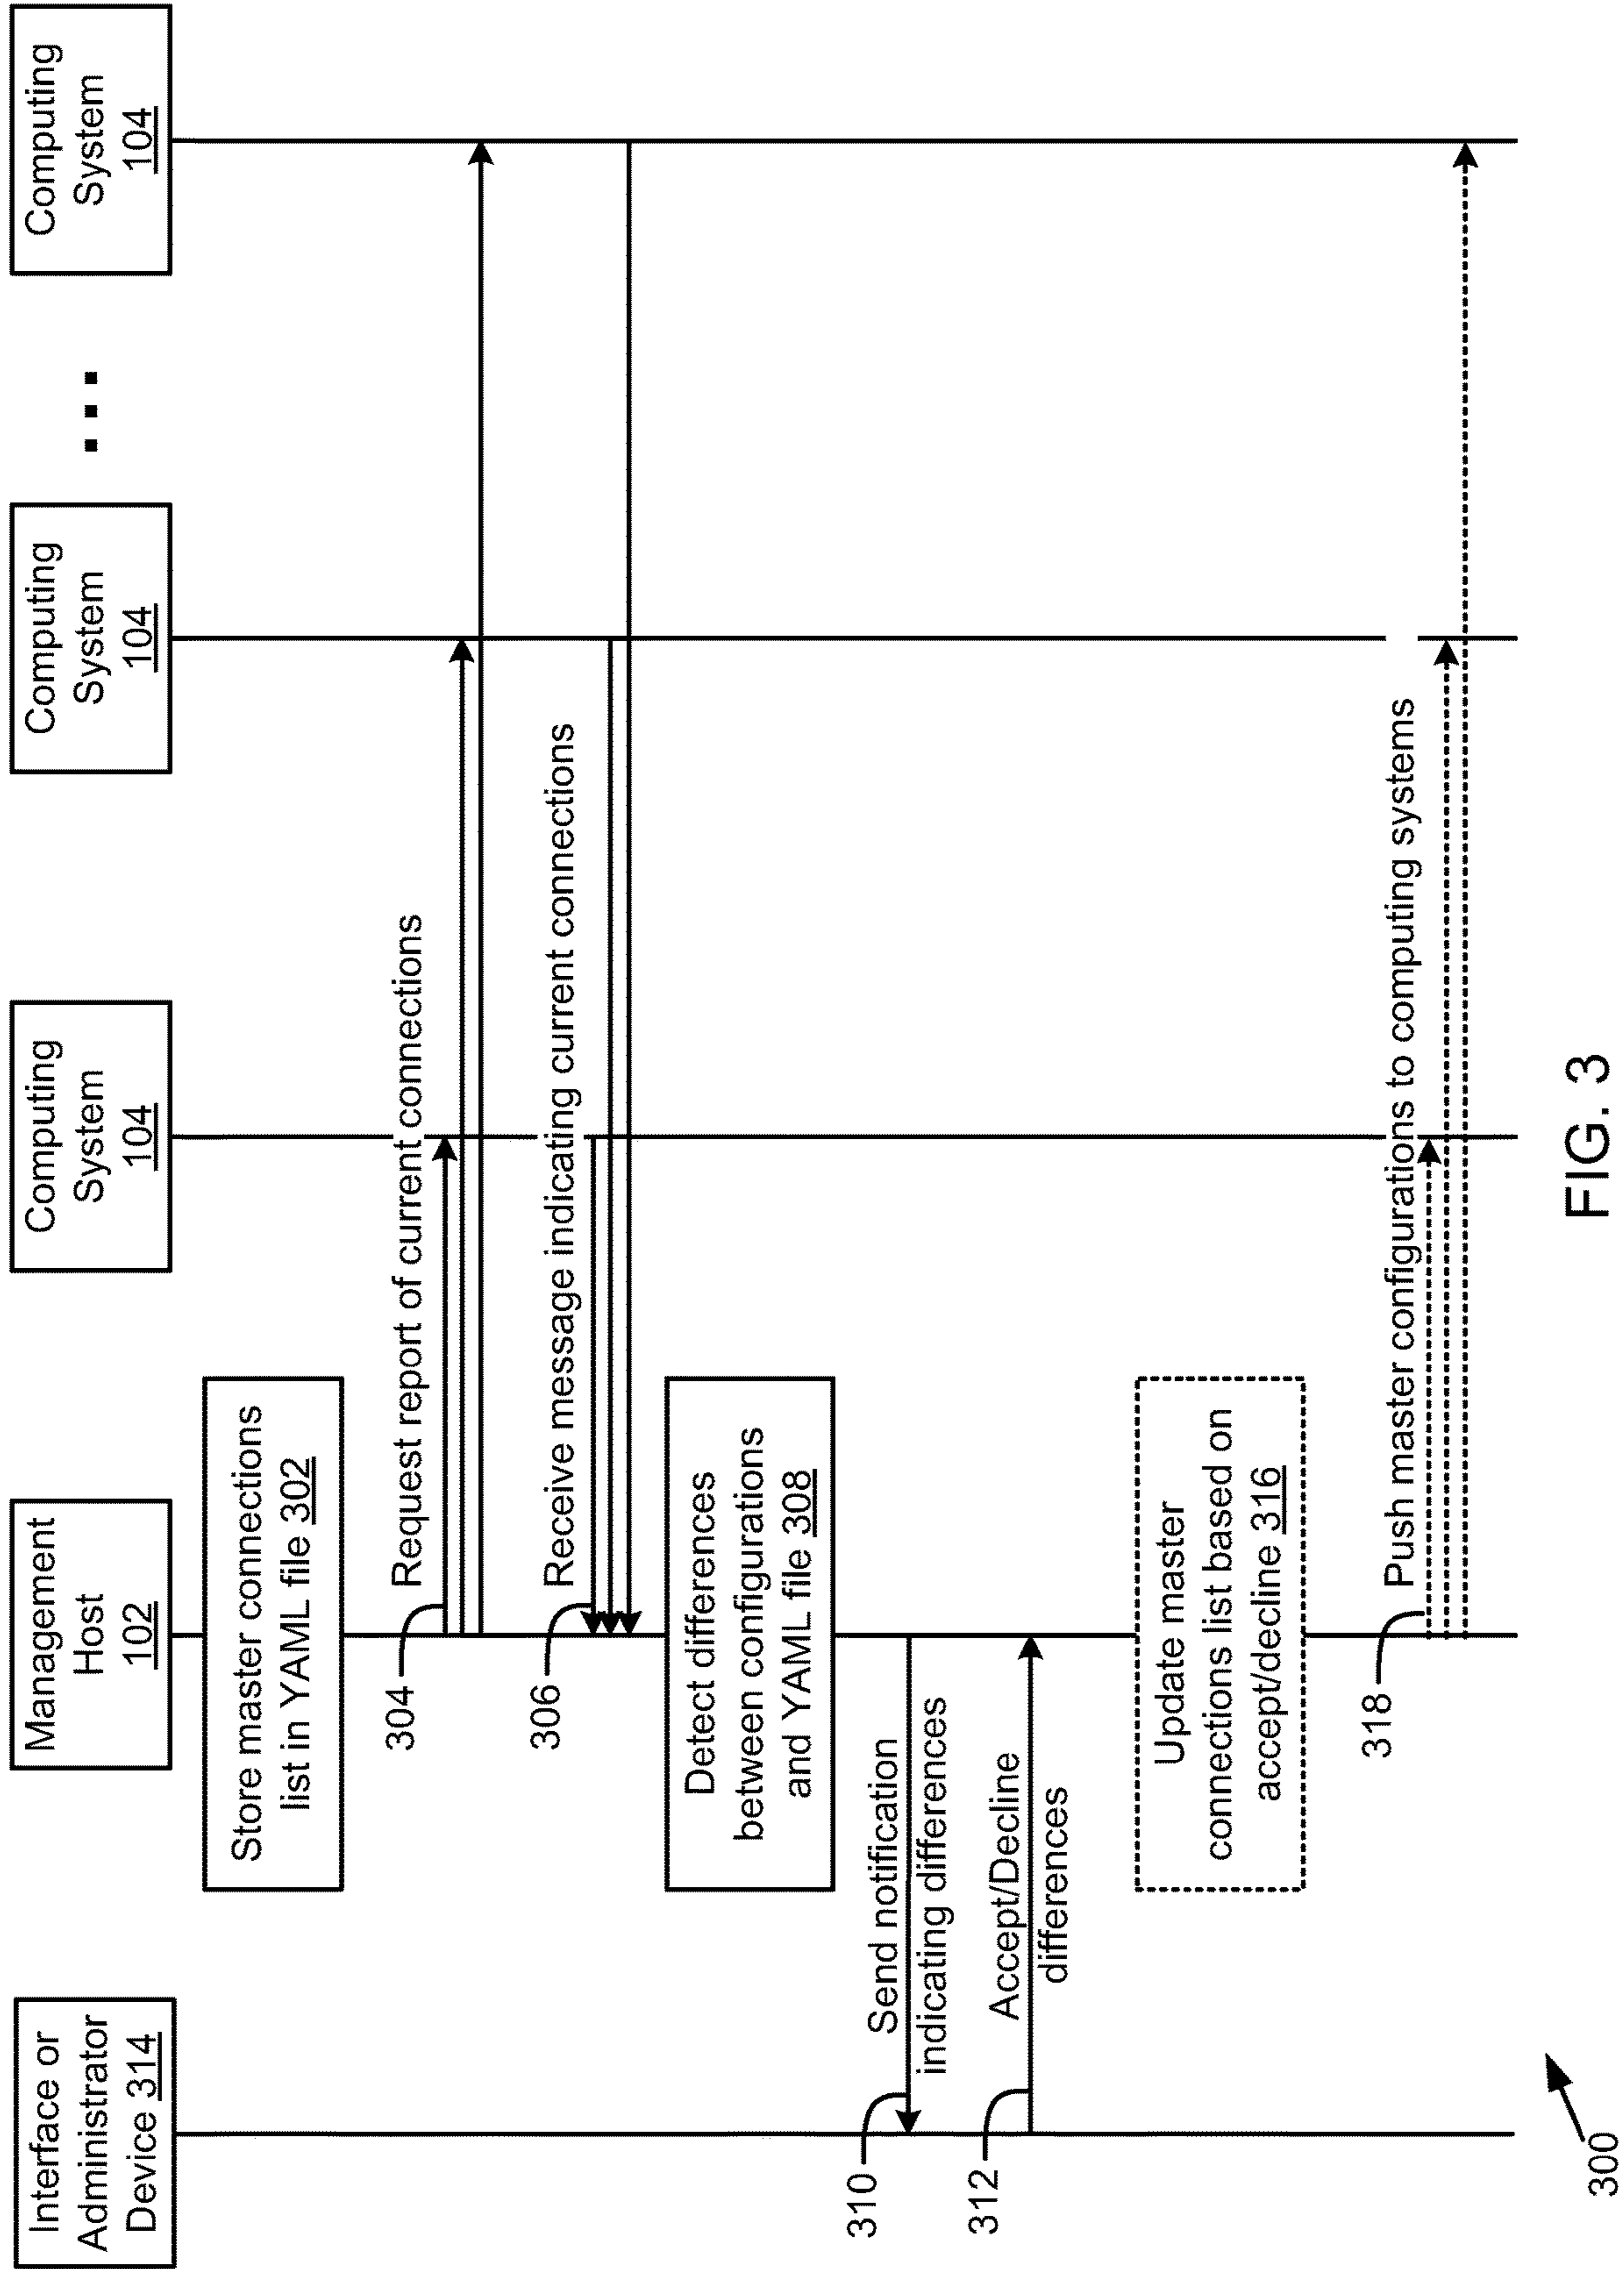 Interface or
Administrator
Device 314
Management
Host
102
Computing
System
104
Computing
System
104
Computing
System
104
Store master connections
list in YAML file 302
304
Request report of current connections
306
Receive message indicating current connections
Detect differences
between configurations
and YAML file 308
310
Send notification
indicating differences
312
Accept/Decline
differences
Update master
connections list based on
accept/decline 316
318
Push master configurations to computing systems
300
FIG. 3